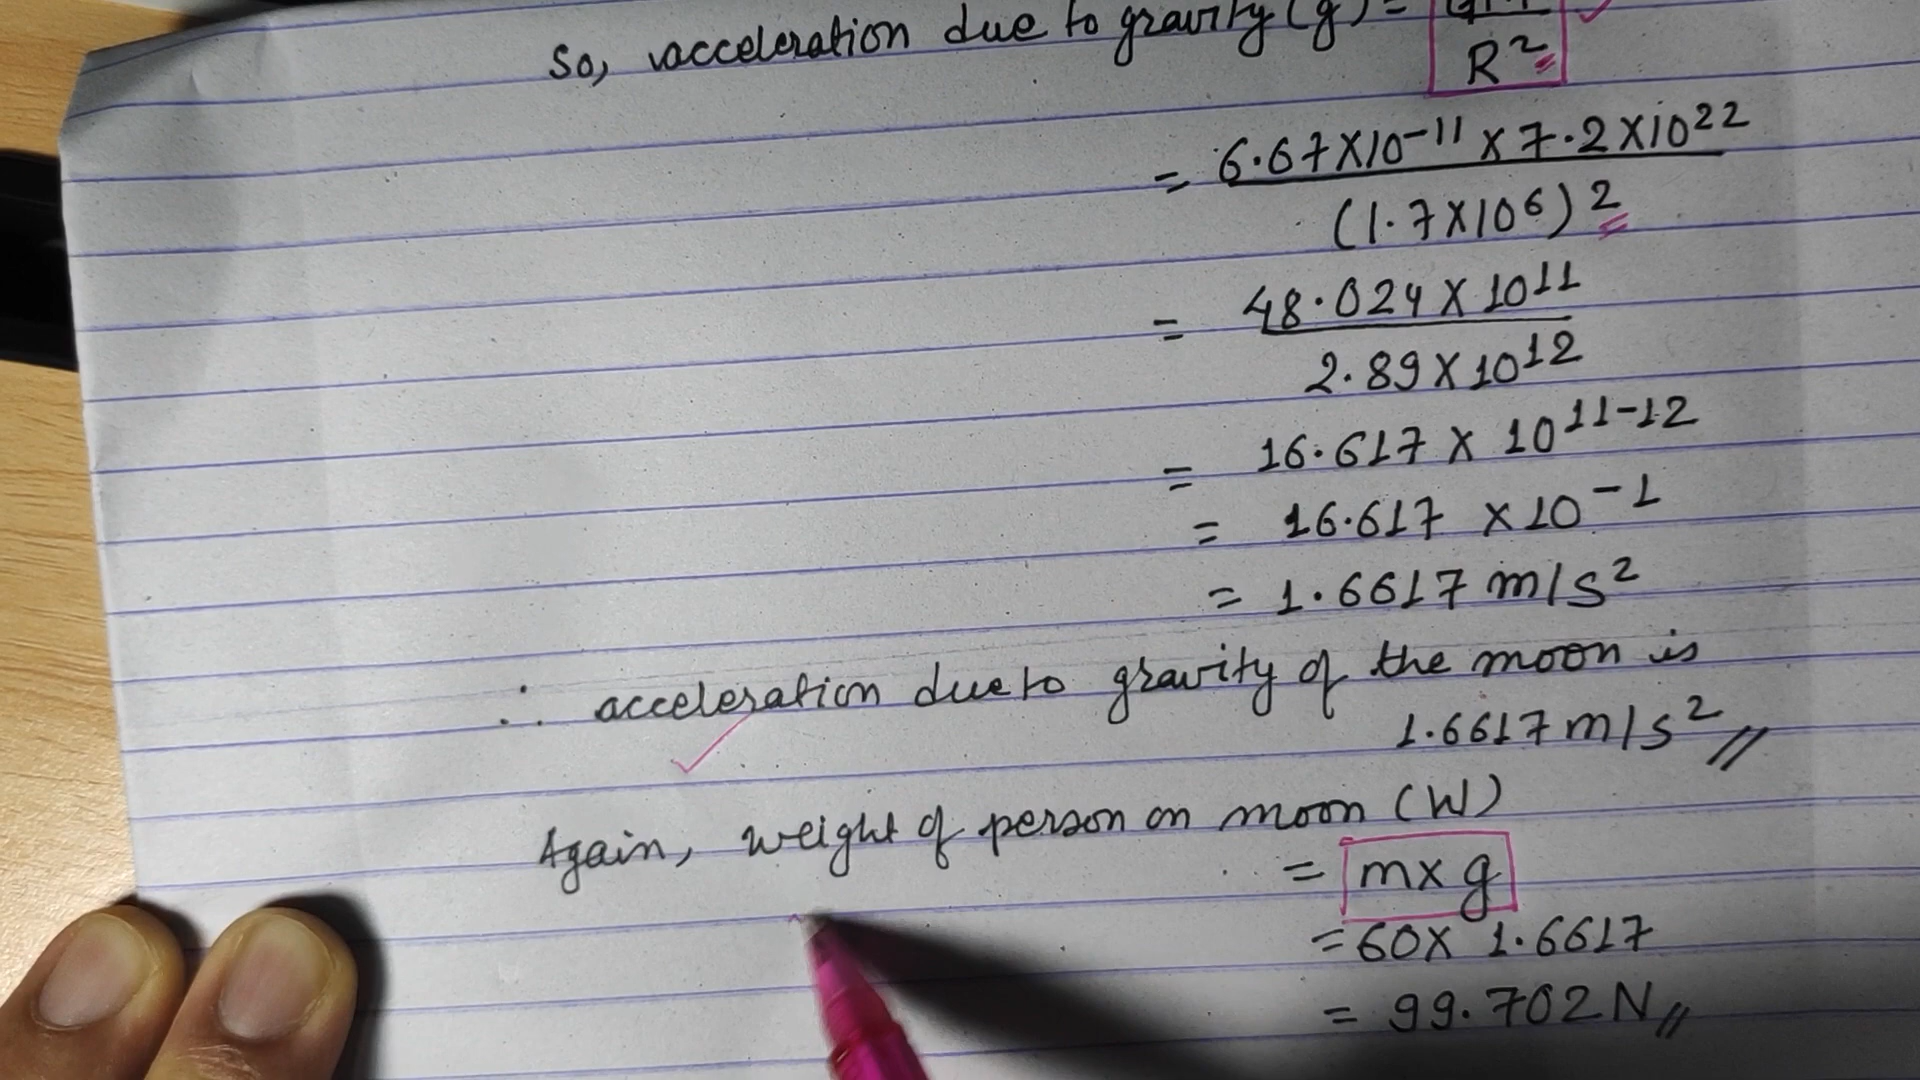 So, acceleration due to gravity (g) =
R²
= 6.67×10⁻¹¹ × 7.2×10²²
(1.7×10⁶)²
= 48.024 × 10¹¹
2.89×10¹²
= 16.617 × 10¹¹⁻¹²
= 16.617 ×10⁻¹
= 1.6617 m/s²
∴ acceleration due to gravity of the moon is
1.6617 m/s² //
Again, weight of person on moon (W)
= m×g
= 60× 1.6617
= 99.702 N //